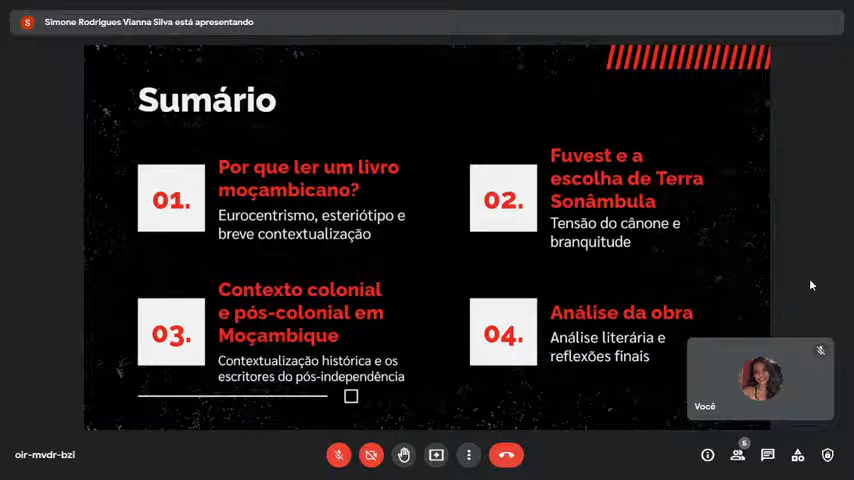 S
Simone Rodrigues Vianna Silva está apresentando
Sumário
01.
Por que ler um livro
moçambicano?
Eurocentrismo, esteriótipo e
breve contextualização
02.
Fuvest e a
escolha de Terra
Sonâmbula
Tensão do cânone e
branquitude
03.
Contexto colonial
e pós-colonial em
Moçambique
Contextualização histórica e os
escritores do pós-independência
04.
Análise da obra
Análise literária e
reflexões finais
Você
oir-mvdr-bzi
6